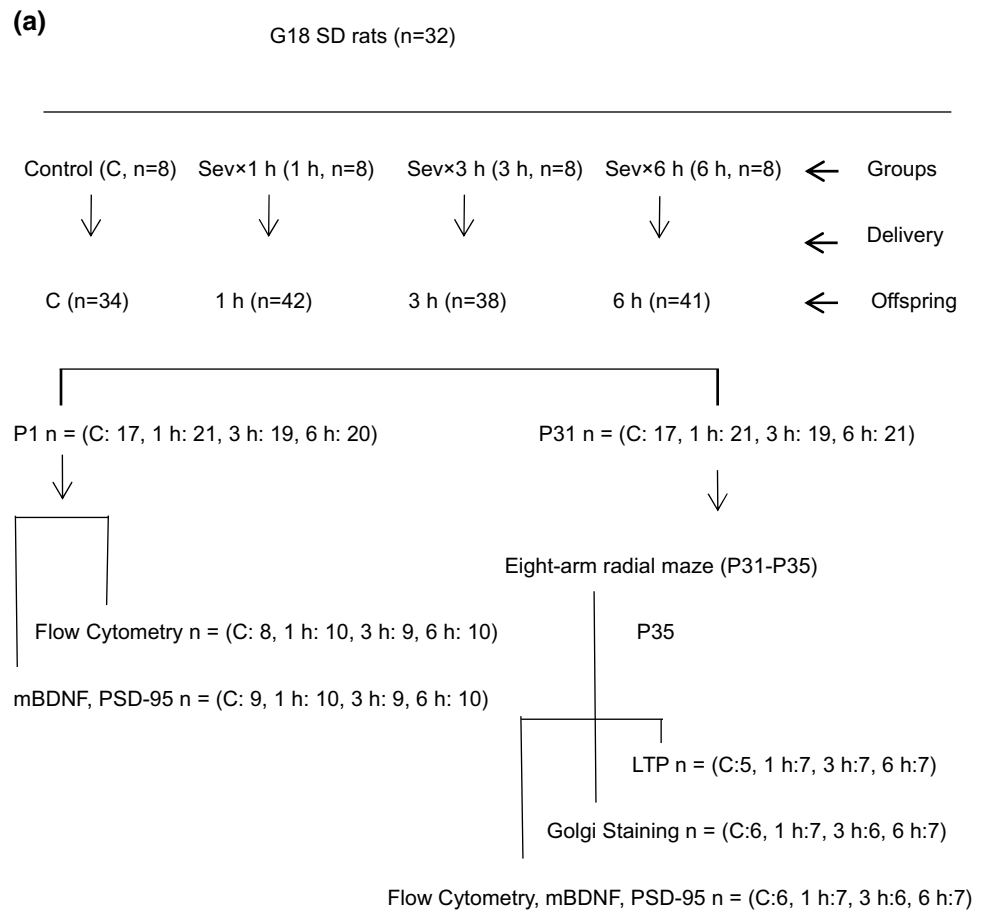 (a)
G18 SD rats (n=32)
Control (C, n=8) Sev×1 h (1 h, n=8) Sev×3 h (3 h, n=8) Sev×6 h (6 h, n=8) Groups
Delivery
C (n=34) 1 h (n=42) 3 h (n=38) 6 h (n=41) Offspring
P1 n = (C: 17, 1 h: 21, 3 h: 19, 6 h: 20) P31 n = (C: 17, 1 h: 21, 3 h: 19, 6 h: 21)
Eight-arm radial maze (P31-P35)
Flow Cytometry n = (C: 8, 1 h: 10, 3 h: 9, 6 h: 10) P35
mBDNF, PSD-95 n = (C: 9, 1 h: 10, 3 h: 9, 6 h: 10)
LTP n = (C:5, 1 h:7, 3 h:7, 6 h:7)
Golgi Staining n = (C:6, 1 h:7, 3 h:6, 6 h:7)
Flow Cytometry, mBDNF, PSD-95 n = (C:6, 1 h:7, 3 h:6, 6 h:7)